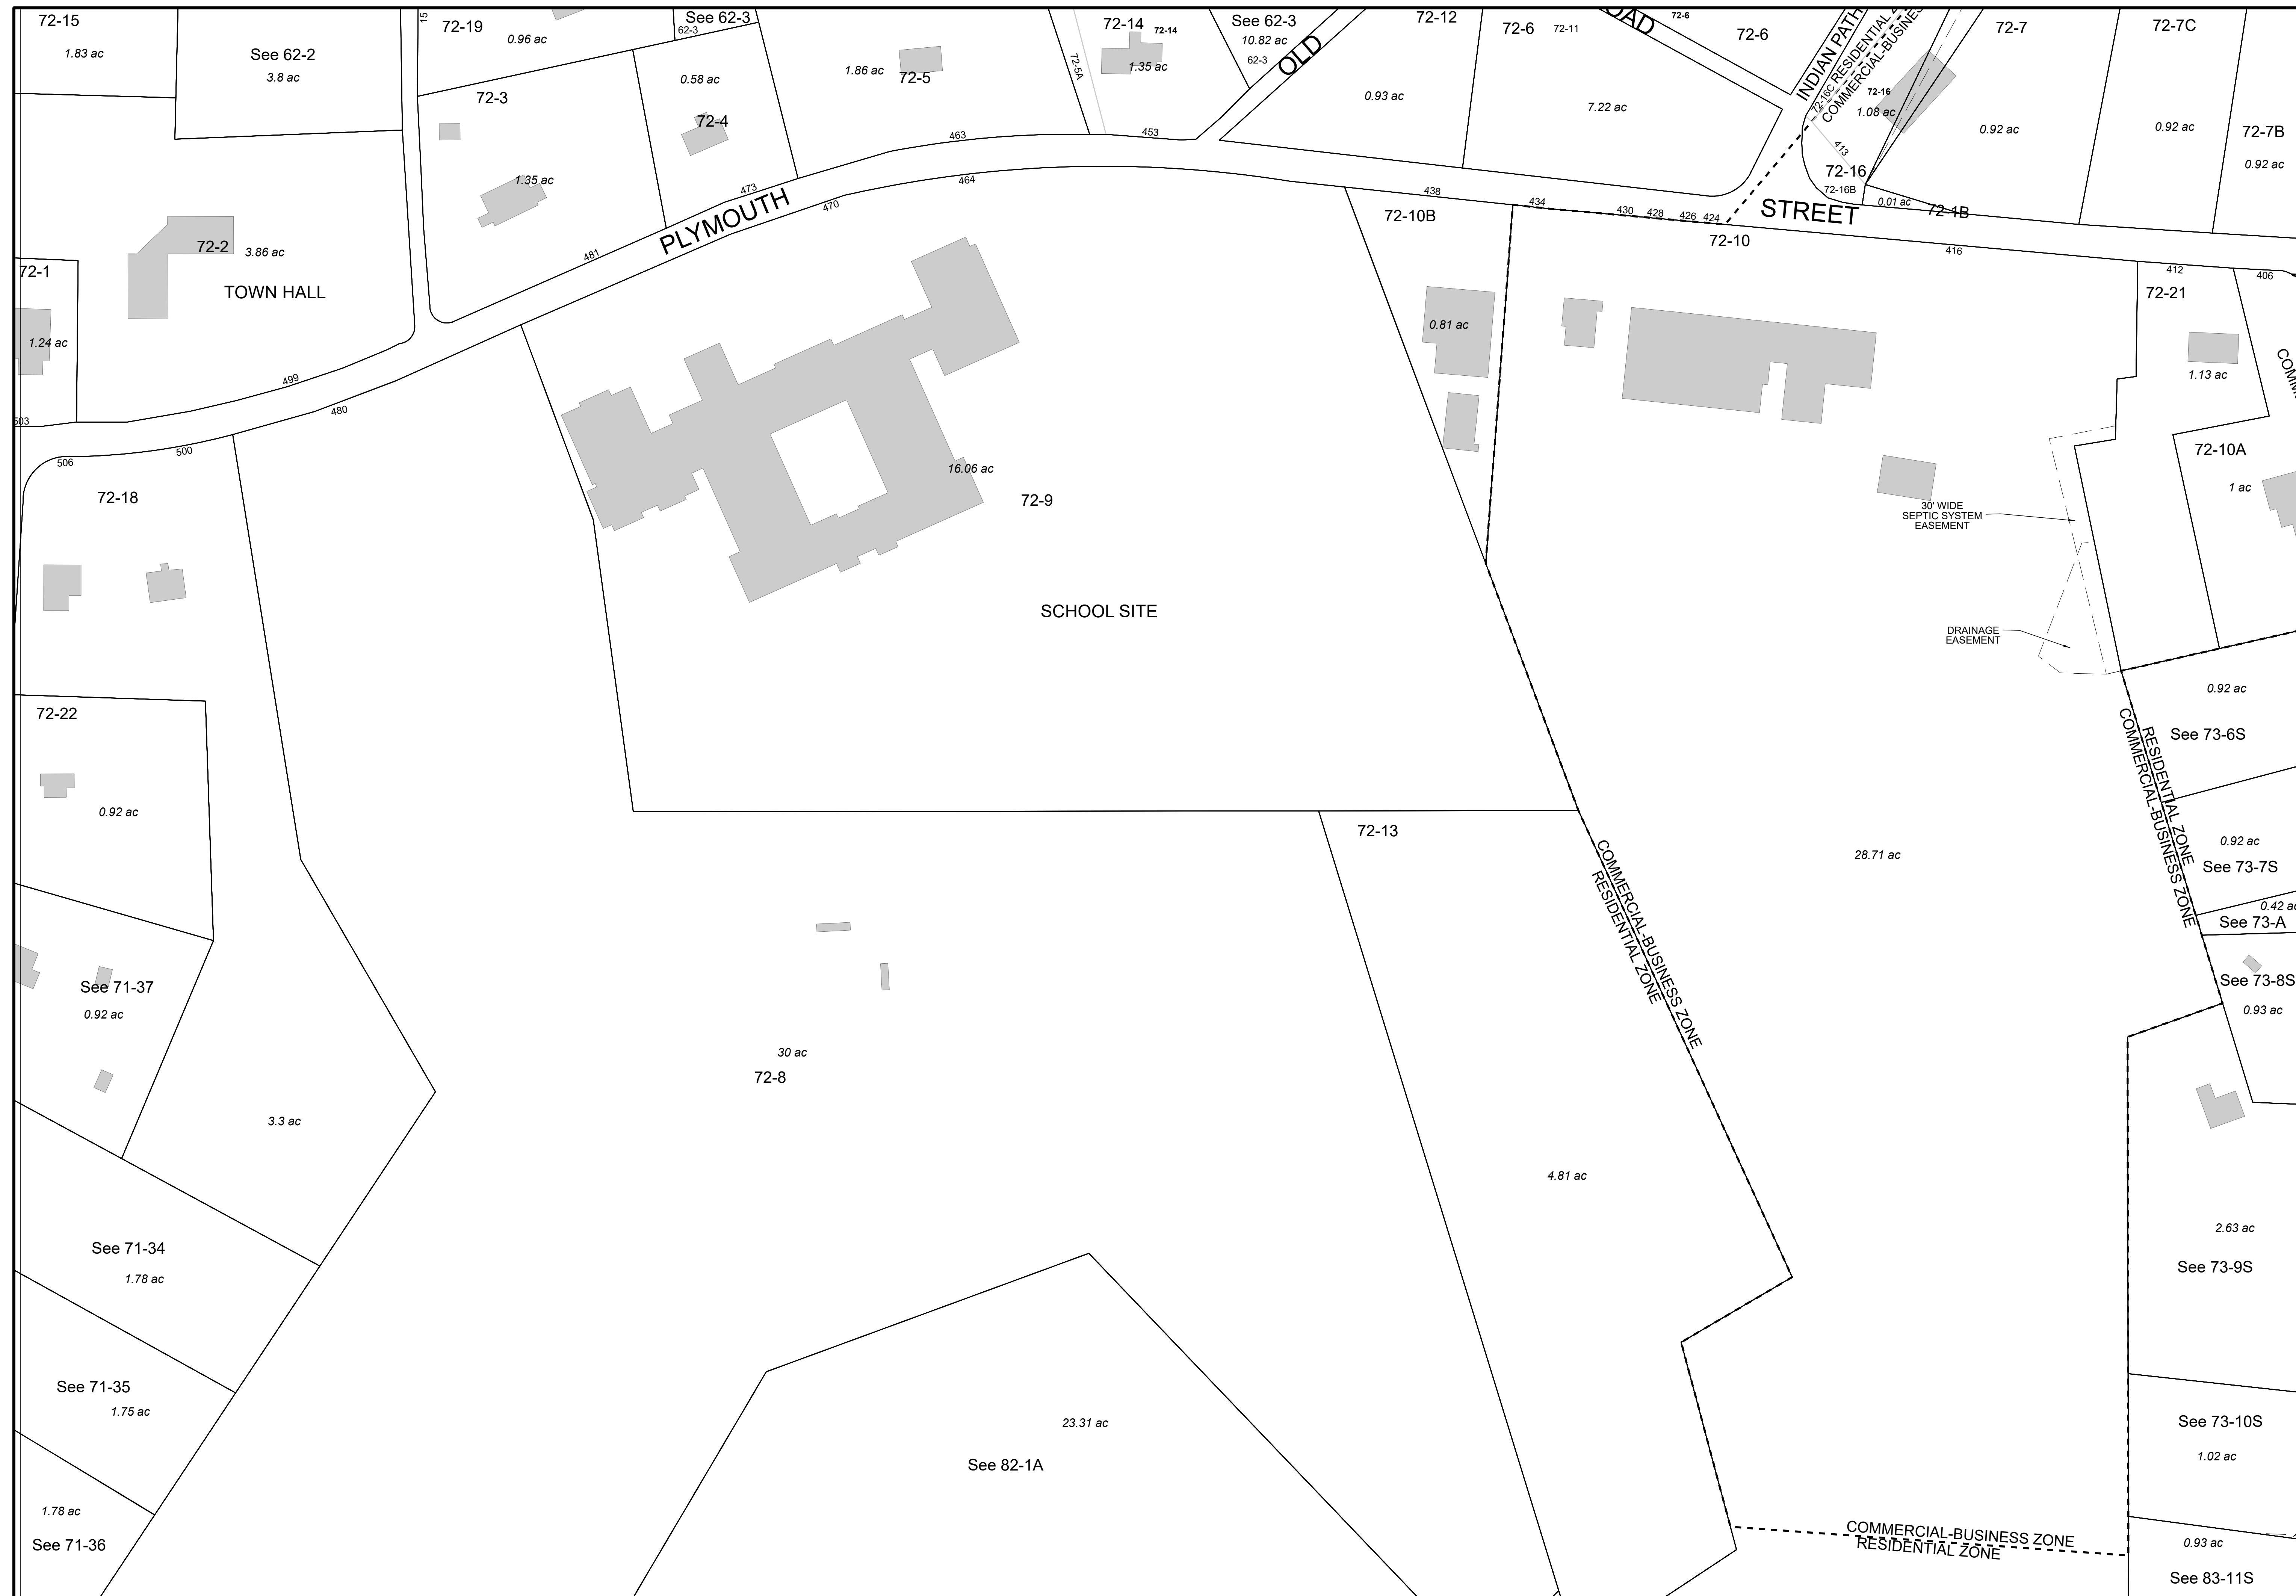 72-15
1.83 ac
See 62-2
3.8 ac
15
72-19
0.96 ac
See 62-3
62-3
0.58 ac
72-3
1.35 ac
72-4
1.86 ac
72-5
72-5A
72-14
72-14
1.35 ac
See 62-3
10.82 ac
62-3
OLD
72-12
0.93 ac
72-6
72-11
7.22 ac
72-6
72-6
INDIAN PATH
72-16C
RESIDENTIAL
COMMERCIAL-BUSINES
72-16
1.08 ac
413
72-16
72-16B
0.01 ac
72-1B
72-7
0.92 ac
72-7C
0.92 ac
72-7B
0.92 ac
463
453
473
464
470
481
438
434
430
428
426
424
416
412
406
PLYMOUTH
STREET
72-2
3.86 ac
TOWN HALL
72-1
1.24 ac
499
480
500
506
72-18
72-10B
0.81 ac
72-10
72-21
1.13 ac
72-10A
1 ac
16.06 ac
72-9
SCHOOL SITE
30' WIDE
SEPTIC SYSTEM
EASEMENT
DRAINAGE
EASEMENT
0.92 ac
See 73-6S
RESIDENTIAL ZONE
COMMERCIAL-BUSINESS ZONE
0.92 ac
See 73-7S
See 73-A
See 73-8S
0.93 ac
72-22
0.92 ac
72-13
28.71 ac
COMMERCIAL-BUSINESS ZONE
RESIDENTIAL ZONE
See 71-37
0.92 ac
30 ac
72-8
3.3 ac
4.81 ac
2.63 ac
See 73-9S
See 71-34
1.78 ac
See 71-35
1.75 ac
23.31 ac
See 82-1A
See 73-10S
1.02 ac
1.78 ac
See 71-36
COMMERCIAL-BUSINESS ZONE
RESIDENTIAL ZONE
0.93 ac
See 83-11S